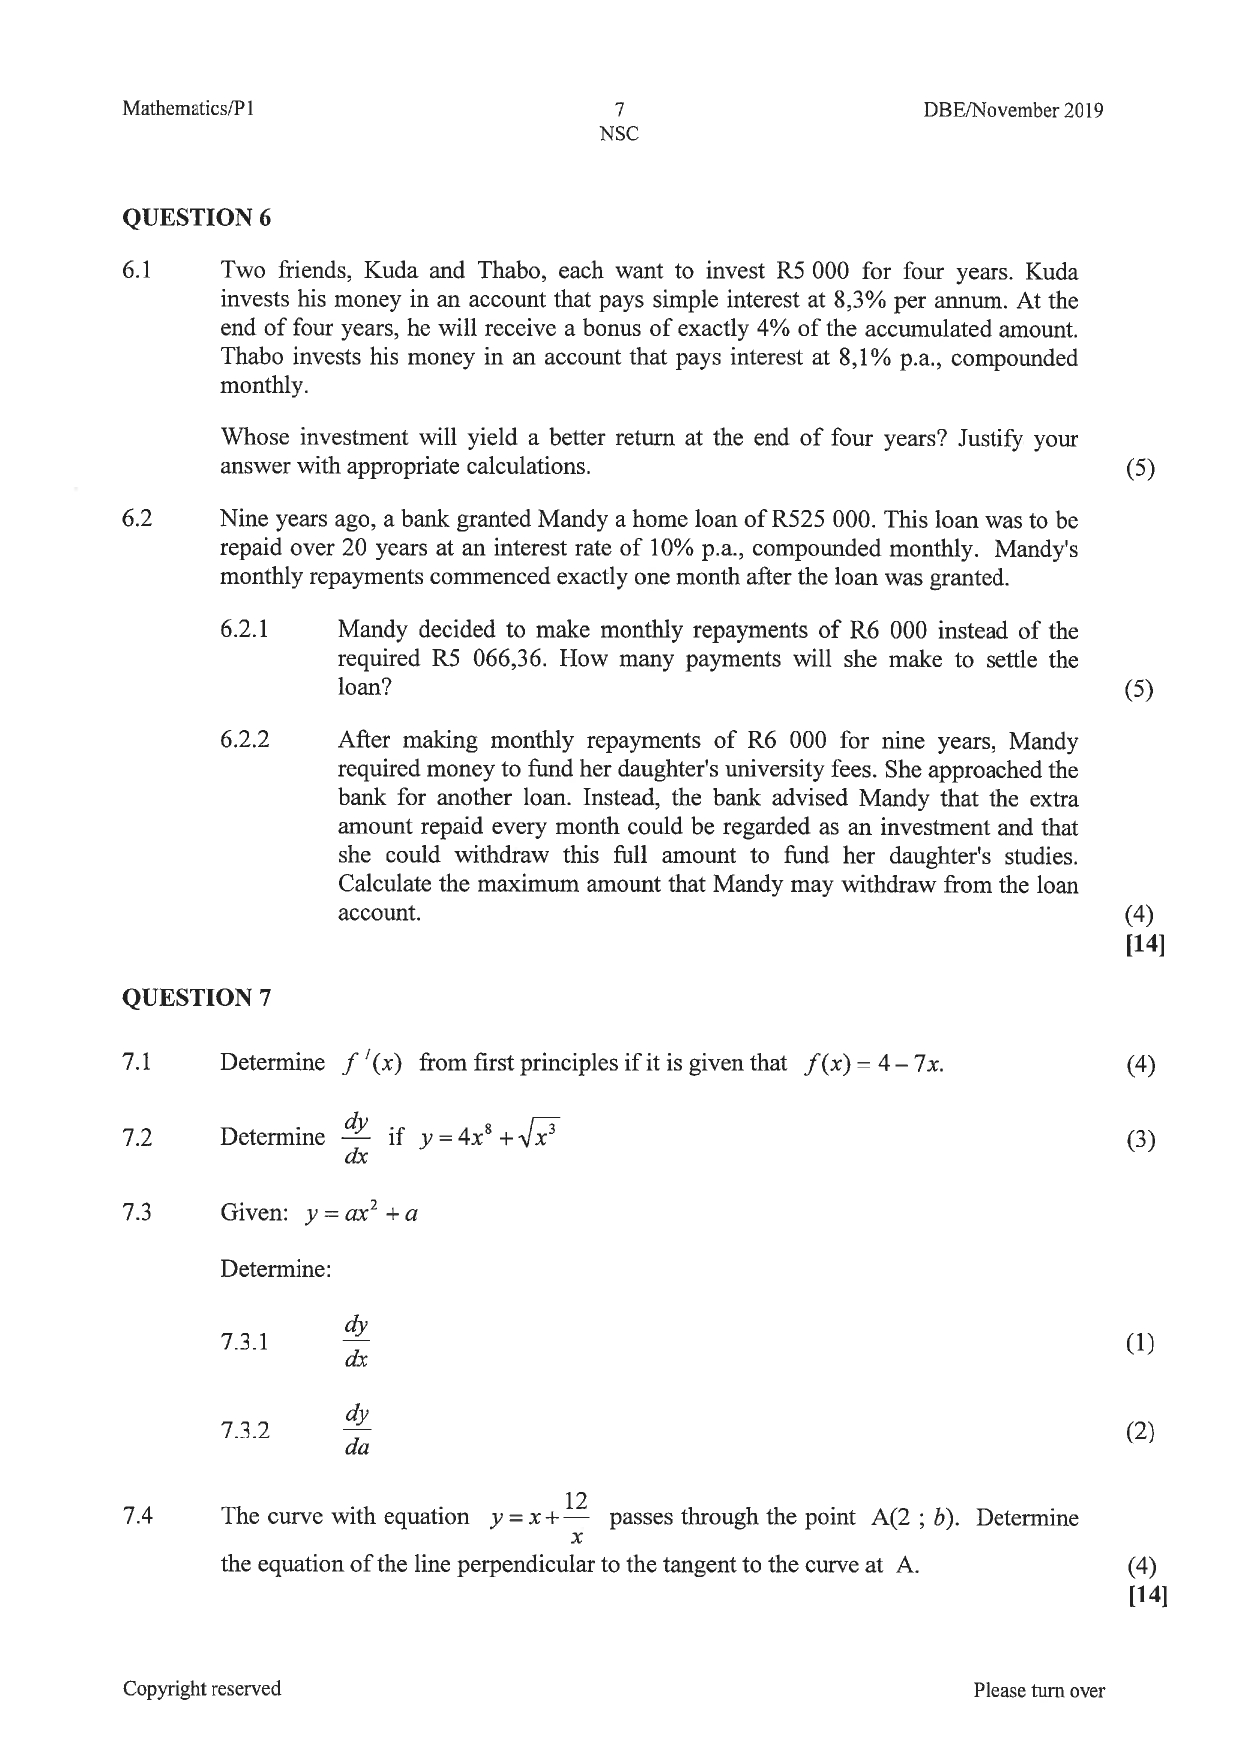 Mathematics/P1 7 DBE/November 2019
NSC
QUESTION 6
6.1 Two friends, Kuda and Thabo, each want to invest R5 000 for four years. Kuda
invests his money in an account that pays simple interest at 8,3% per annum. At the
end of four years, he will receive a bonus of exactly 4% of the accumulated amount.
Thabo invests his money in an account that pays interest at 8,1% p.a., compounded
monthly.
Whose investment will yield a better return at the end of four years? Justify your
answer with appropriate calculations. (5)
6.2 Nine years ago, a bank granted Mandy a home loan of R525 000. This loan was to be
repaid over 20 years at an interest rate of 10% p.a., compounded monthly. Mandy's
monthly repayments commenced exactly one month after the loan was granted.
6.2.1 Mandy decided to make monthly repayments of R6 000 instead of the
required R5 066,36. How many payments will she make to settle the
loan? (5)
6.2.2 After making monthly repayments of R6 000 for nine years, Mandy
required money to fund her daughter's university fees. She approached the
bank for another loan. Instead, the bank advised Mandy that the extra
amount repaid every month could be regarded as an investment and that
she could withdraw this full amount to fund her daughter's studies.
Calculate the maximum amount that Mandy may withdraw from the loan
account. (4)
[14]
QUESTION 7
7.1 Determine f ′(x) from first principles if it is given that f(x) = 4 – 7x. (4)
7.2 Determine dy/dx if y = 4x⁸ + √x³ (3)
7.3 Given: y = ax² + a
Determine:
7.3.1 dy/dx (1)
7.3.2 dy/da (2)
7.4 The curve with equation y = x + 12/x passes through the point A(2 ; b). Determine
the equation of the line perpendicular to the tangent to the curve at A. (4)
[14]
Copyright reserved Please turn over